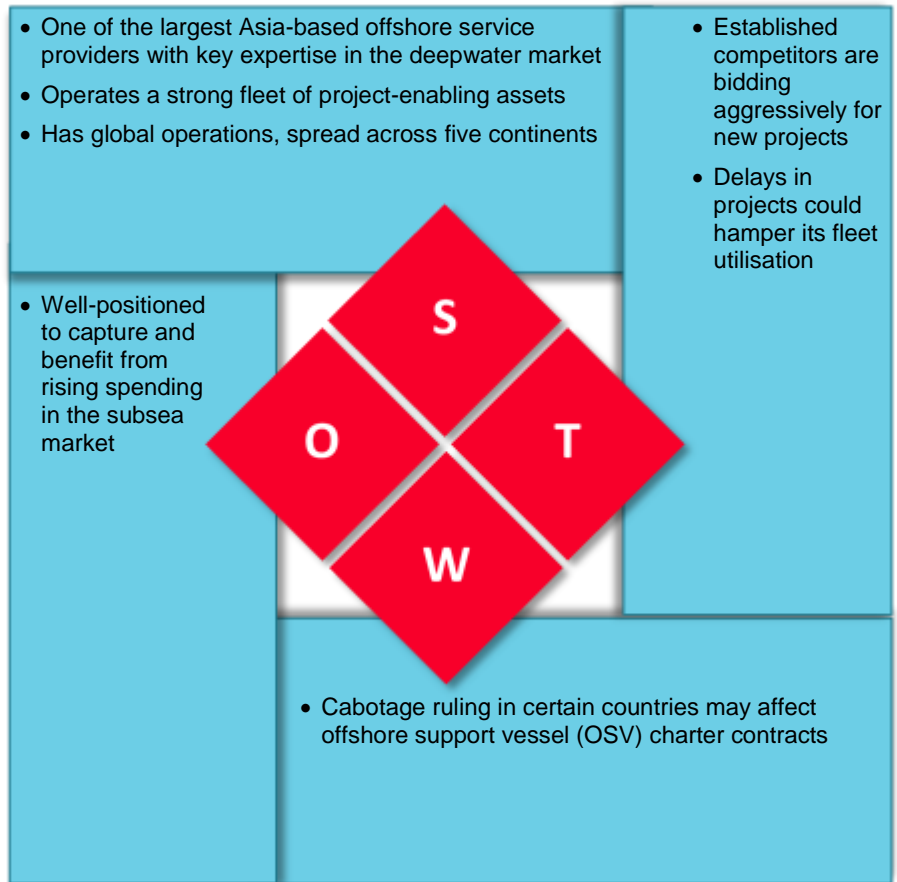 • One of the largest Asia-based offshore service
providers with key expertise in the deepwater market
• Operates a strong fleet of project-enabling assets
• Has global operations, spread across five continents
• Established
competitors are
bidding
aggressively for
new projects
• Delays in
projects could
hamper its fleet
utilisation
• Well-positioned
to capture and
benefit from
rising spending
in the subsea
market
S
O
T
W
• Cabotage ruling in certain countries may affect
offshore support vessel (OSV) charter contracts